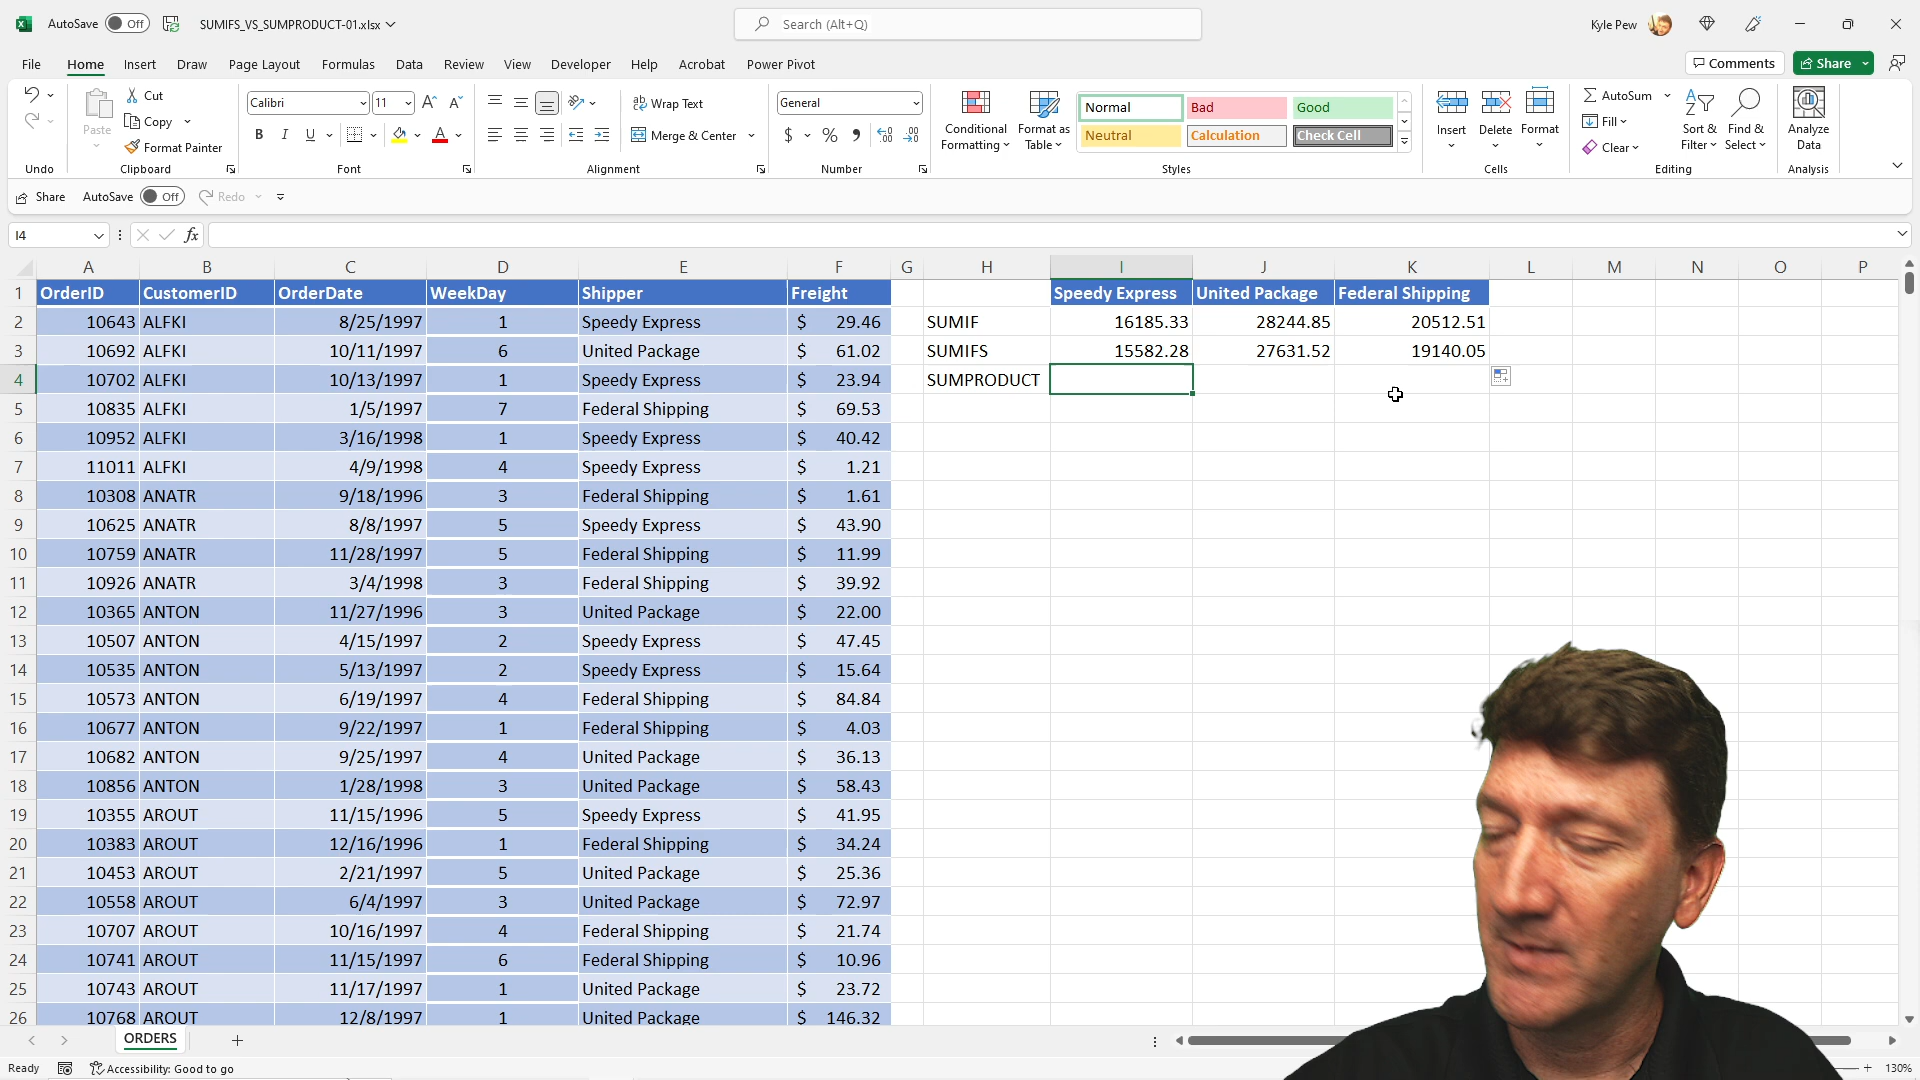 AutoSave Off SUMIFS_VS_SUMPRODUCT-01.xlsx Search (Alt+Q) Kyle Pew
File Home Insert Draw Page Layout Formulas Data Review View Developer Help Acrobat Power Pivot Comments Share
Paste Cut Copy Format Painter
Calibri 11 B I U A
Wrap Text Merge & Center
General $ % 9
Conditional Formatting Format as Table
Normal Bad Good
Neutral Calculation Check Cell
Insert Delete Format
AutoSum Fill Clear Sort & Filter Find & Select Analyze Data
Undo Clipboard Font Alignment Number Styles Cells Editing Analysis
Share AutoSave Off Redo
I4 fx
A B C D E F G H I J K L M N O P
1 OrderID CustomerID OrderDate WeekDay Shipper Freight Speedy Express United Package Federal Shipping
2 10643 ALFKI 8/25/1997 1 Speedy Express $ 29.46 SUMIF 16185.33 28244.85 20512.51
3 10692 ALFKI 10/11/1997 6 United Package $ 61.02 SUMIFS 15582.28 27631.52 19140.05
4 10702 ALFKI 10/13/1997 1 Speedy Express $ 23.94 SUMPRODUCT
5 10835 ALFKI 1/5/1997 7 Federal Shipping $ 69.53
6 10952 ALFKI 3/16/1998 1 Speedy Express $ 40.42
7 11011 ALFKI 4/9/1998 4 Speedy Express $ 1.21
8 10308 ANATR 9/18/1996 3 Federal Shipping $ 1.61
9 10625 ANATR 8/8/1997 5 Speedy Express $ 43.90
10 10759 ANATR 11/28/1997 5 Federal Shipping $ 11.99
11 10926 ANATR 3/4/1998 3 Federal Shipping $ 39.92
12 10365 ANTON 11/27/1996 3 United Package $ 22.00
13 10507 ANTON 4/15/1997 2 Speedy Express $ 47.45
14 10535 ANTON 5/13/1997 2 Speedy Express $ 15.64
15 10573 ANTON 6/19/1997 4 Federal Shipping $ 84.84
16 10677 ANTON 9/22/1997 1 Federal Shipping $ 4.03
17 10682 ANTON 9/25/1997 4 United Package $ 36.13
18 10856 ANTON 1/28/1998 3 United Package $ 58.43
19 10355 AROUT 11/15/1996 5 Speedy Express $ 41.95
20 10383 AROUT 12/16/1996 1 Federal Shipping $ 34.24
21 10453 AROUT 2/21/1997 5 United Package $ 25.36
22 10558 AROUT 6/4/1997 3 United Package $ 72.97
23 10707 AROUT 10/16/1997 4 Federal Shipping $ 21.74
24 10741 AROUT 11/15/1997 6 Federal Shipping $ 10.96
25 10743 AROUT 11/17/1997 1 United Package $ 23.72
26 10768 AROUT 12/8/1997 1 United Package $ 146.32
ORDERS
Ready Accessibility: Good to go 130%